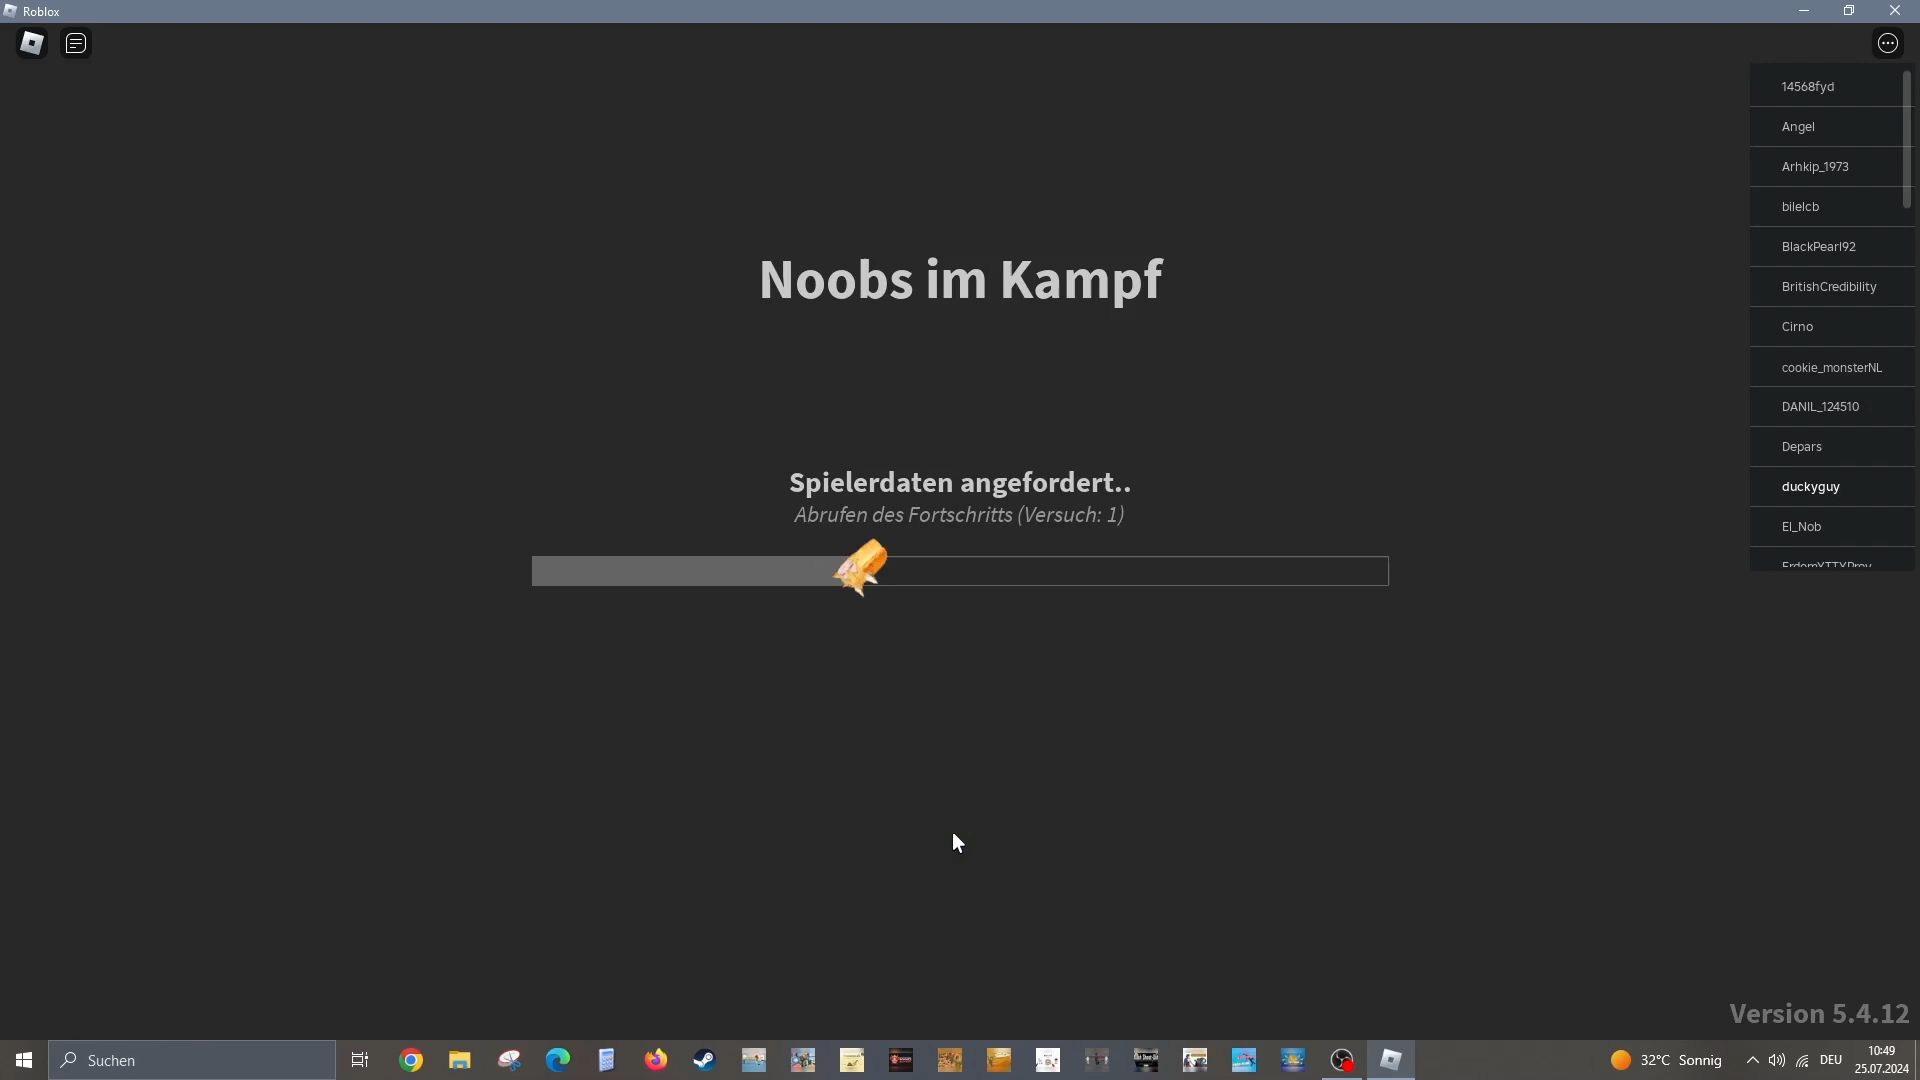 Roblox
14568fyd
Angel
Arhkip_1973
bilelcb
BlackPearl92
BritishCredibility
Cirno
cookie_monsterNL
DANIL_124510
Depars
duckyguy
El_Nob
Noobs im Kampf
Spielerdaten angefordert..
Abrufen des Fortschritts (Versuch: 1)
Version 5.4.12
Suchen
32°C Sonnig
DEU
10:49
25.07.2024